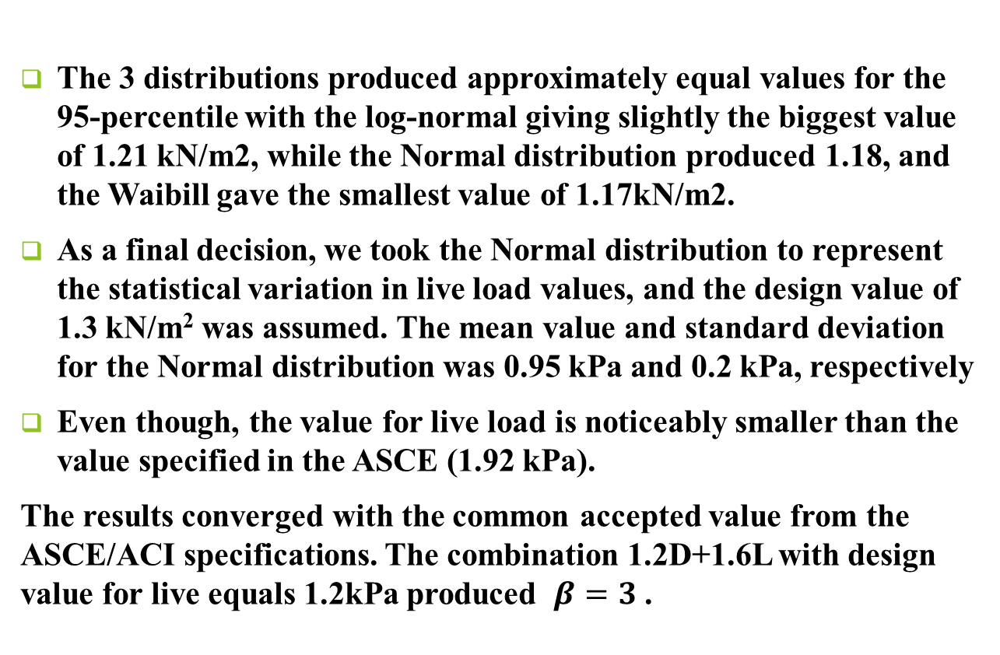 The 3 distributions produced approximately equal values for the
95-percentile with the log-normal giving slightly the biggest value
of 1.21 kN/m2, while the Normal distribution produced 1.18, and
the Waibill gave the smallest value of 1.17kN/m2.
As a final decision, we took the Normal distribution to represent
the statistical variation in live load values, and the design value of
1.3 kN/m² was assumed. The mean value and standard deviation
for the Normal distribution was 0.95 kPa and 0.2 kPa, respectively
Even though, the value for live load is noticeably smaller than the
value specified in the ASCE (1.92 kPa).
The results converged with the common accepted value from the
ASCE/ACI specifications. The combination 1.2D+1.6L with design
value for live equals 1.2kPa produced β = 3 .